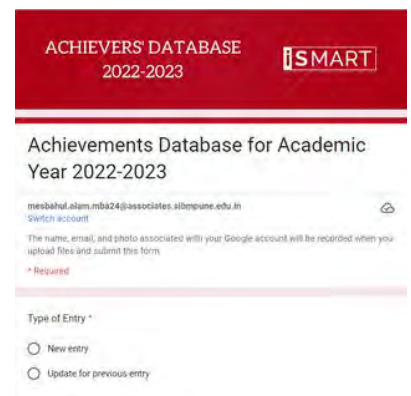 ACHIEVERS' DATABASE
2022-2023
iSMART
Achievements Database for Academic
Year 2022-2023
mesbahul.alam.mba24@associates.sibmpune.edu.in
Switch account
The name, email, and photo associated with your Google account will be recorded when you
upload files and submit this form
* Required
Type of Entry *
New entry
Update for previous entry